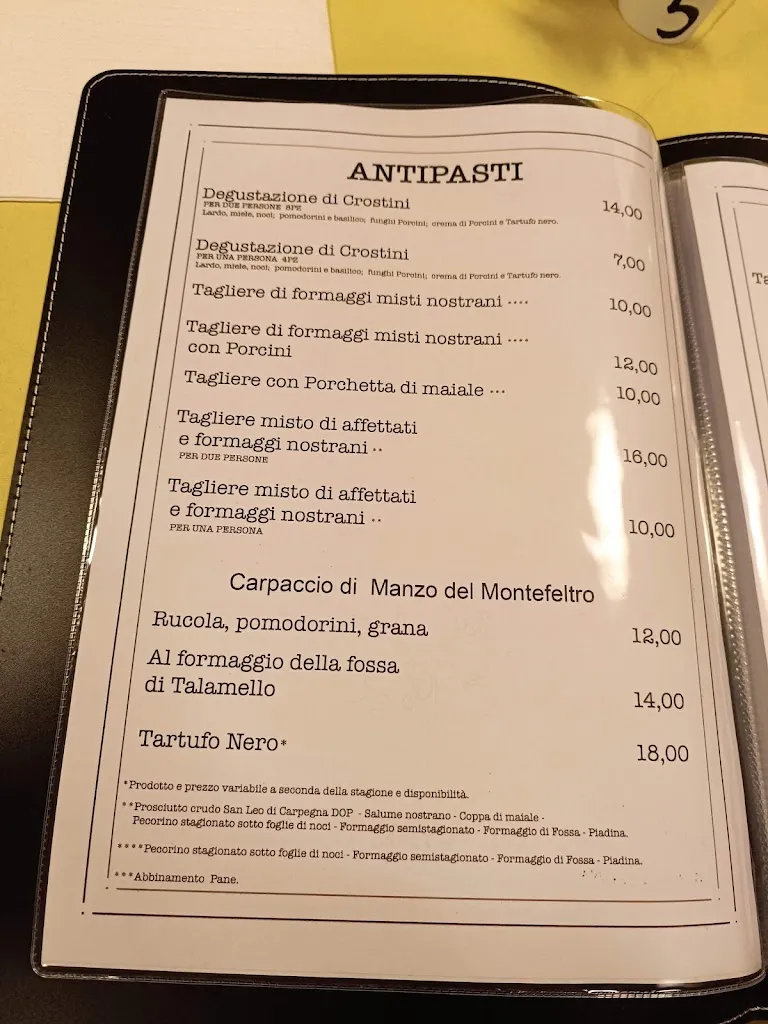 5
ANTIPASTI
Degustazione di Crostini
PER DUE PERSONE 8PZ
Lardo, miele, noci; pomodorini e basilico; funghi Porcini; crema di Porcini e Tartufo nero.
14,00
Degustazione di Crostini
PER UNA PERSONA 4PZ
Lardo, miele, noci; pomodorini e basilico; funghi Porcini; crema di Porcini e Tartufo nero.
7,00
Tagliere di formaggi misti nostrani ····
10,00
Tagliere di formaggi misti nostrani ····
con Porcini
12,00
Tagliere con Porchetta di maiale ···
10,00
Tagliere misto di affettati
e formaggi nostrani ··
PER DUE PERSONE
16,00
Tagliere misto di affettati
e formaggi nostrani ··
PER UNA PERSONA
10,00
Carpaccio di Manzo del Montefeltro
Rucola, pomodorini, grana
12,00
Al formaggio della fossa
di Talamello
14,00
Tartufo Nero*
18,00
*Prodotto e prezzo variabile a seconda della stagione e disponibilità.
**Prosciutto crudo San Leo di Carpegna DOP - Salume nostrano - Coppa di maiale -
Pecorino stagionato sotto foglie di noci - Formaggio semistagionato - Formaggio di Fossa - Piadina.
****Pecorino stagionato sotto foglie di noci - Formaggio semistagionato - Formaggio di Fossa - Piadina.
***Abbinamento Pane.